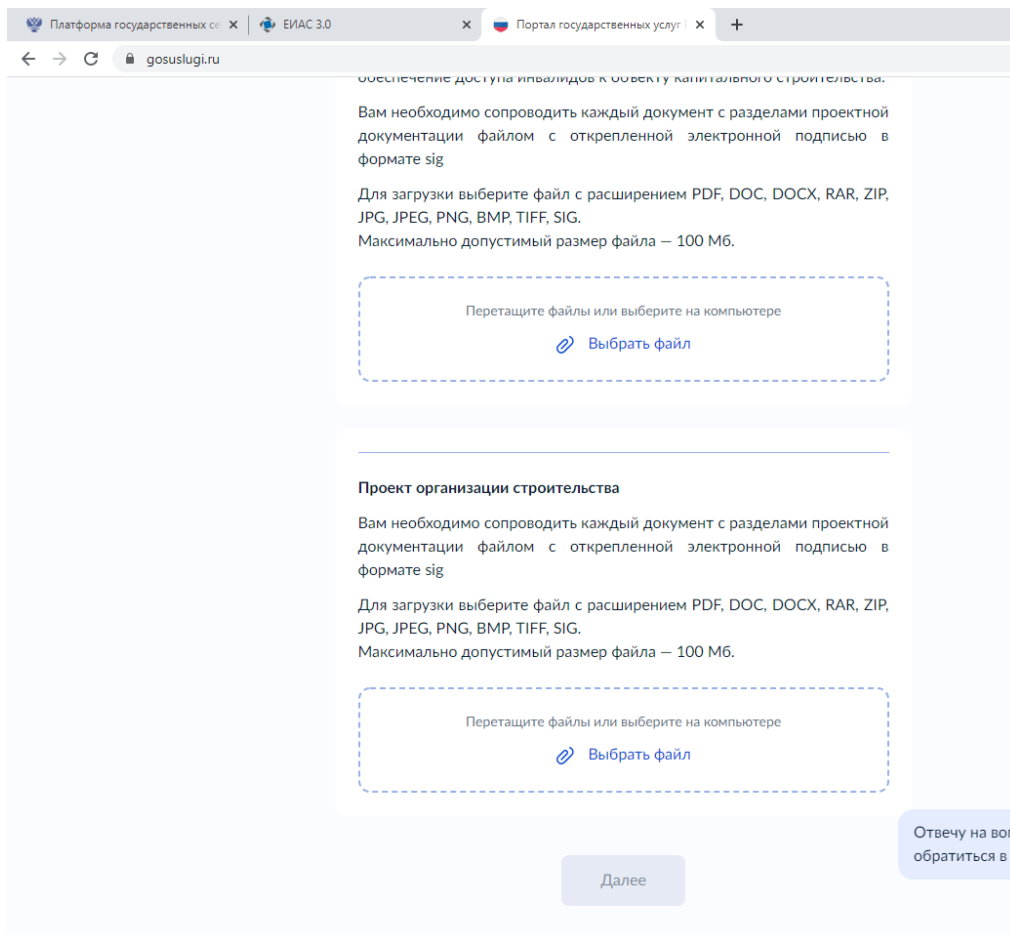 Платформа государственных се
ЕИАС 3.0
Портал государственных услуг
gosuslugi.ru
обеспечение доступа инвалидов к объекту капитального строительства.
Вам необходимо сопроводить каждый документ с разделами проектной
документации файлом с открепленной электронной подписью в
формате sig
Для загрузки выберите файл с расширением PDF, DOC, DOCX, RAR, ZIP,
JPG, JPEG, PNG, BMP, TIFF, SIG.
Максимально допустимый размер файла — 100 Мб.
Перетащите файлы или выберите на компьютере
Выбрать файл
Проект организации строительства
Вам необходимо сопроводить каждый документ с разделами проектной
документации файлом с открепленной электронной подписью в
формате sig
Для загрузки выберите файл с расширением PDF, DOC, DOCX, RAR, ZIP,
JPG, JPEG, PNG, BMP, TIFF, SIG.
Максимально допустимый размер файла — 100 Мб.
Перетащите файлы или выберите на компьютере
Выбрать файл
Отвечу на во
обратиться в
Далее